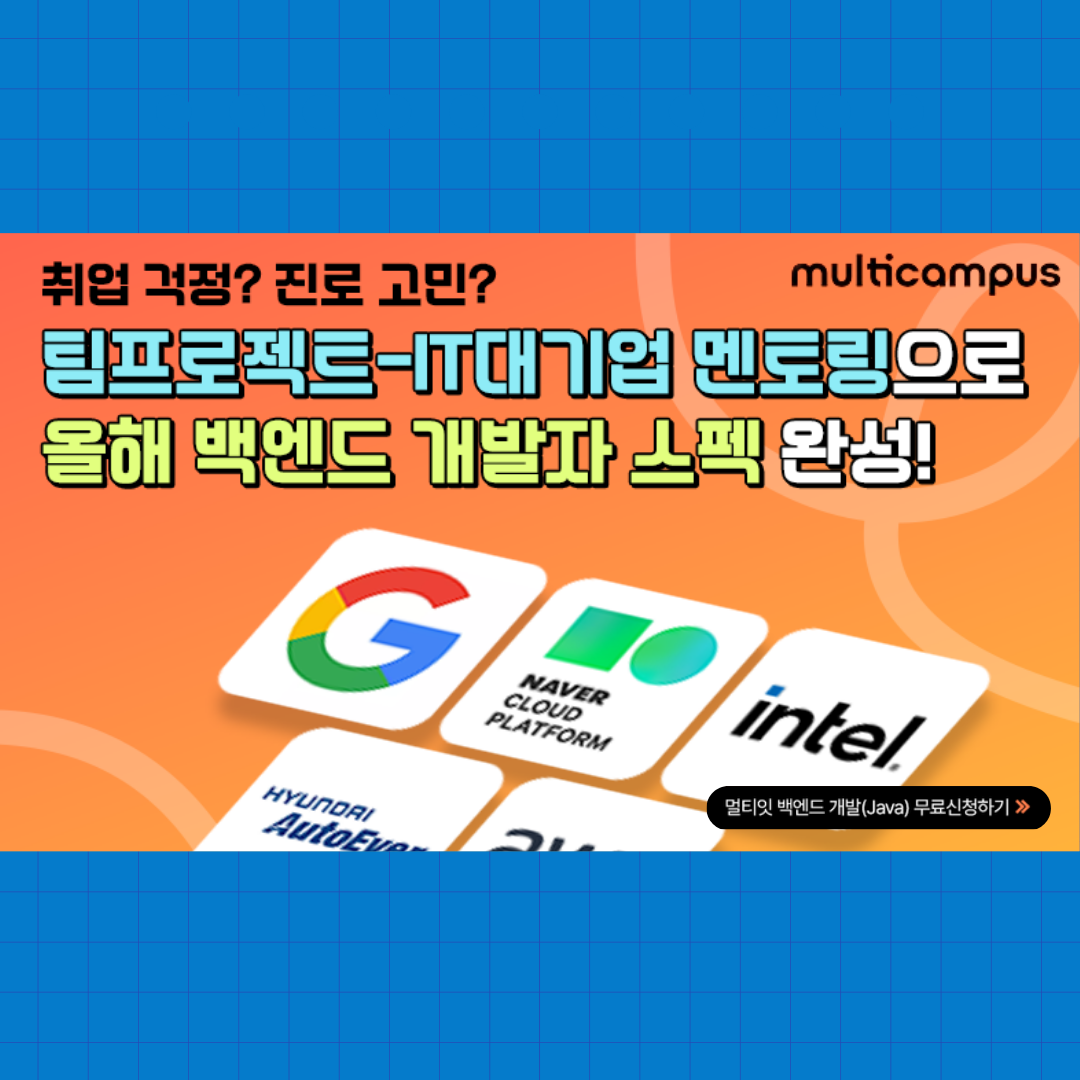 취업 걱정? 진로 고민?
multicampus
팀프로젝트-IT대기업 멘토링으로
올해 백엔드 개발자 스펙 완성!
G
NAVER
CLOUD
PLATFORM
intel
HYUNDAI
AutoEver
멀티잇 백엔드 개발(Java) 무료신청하기